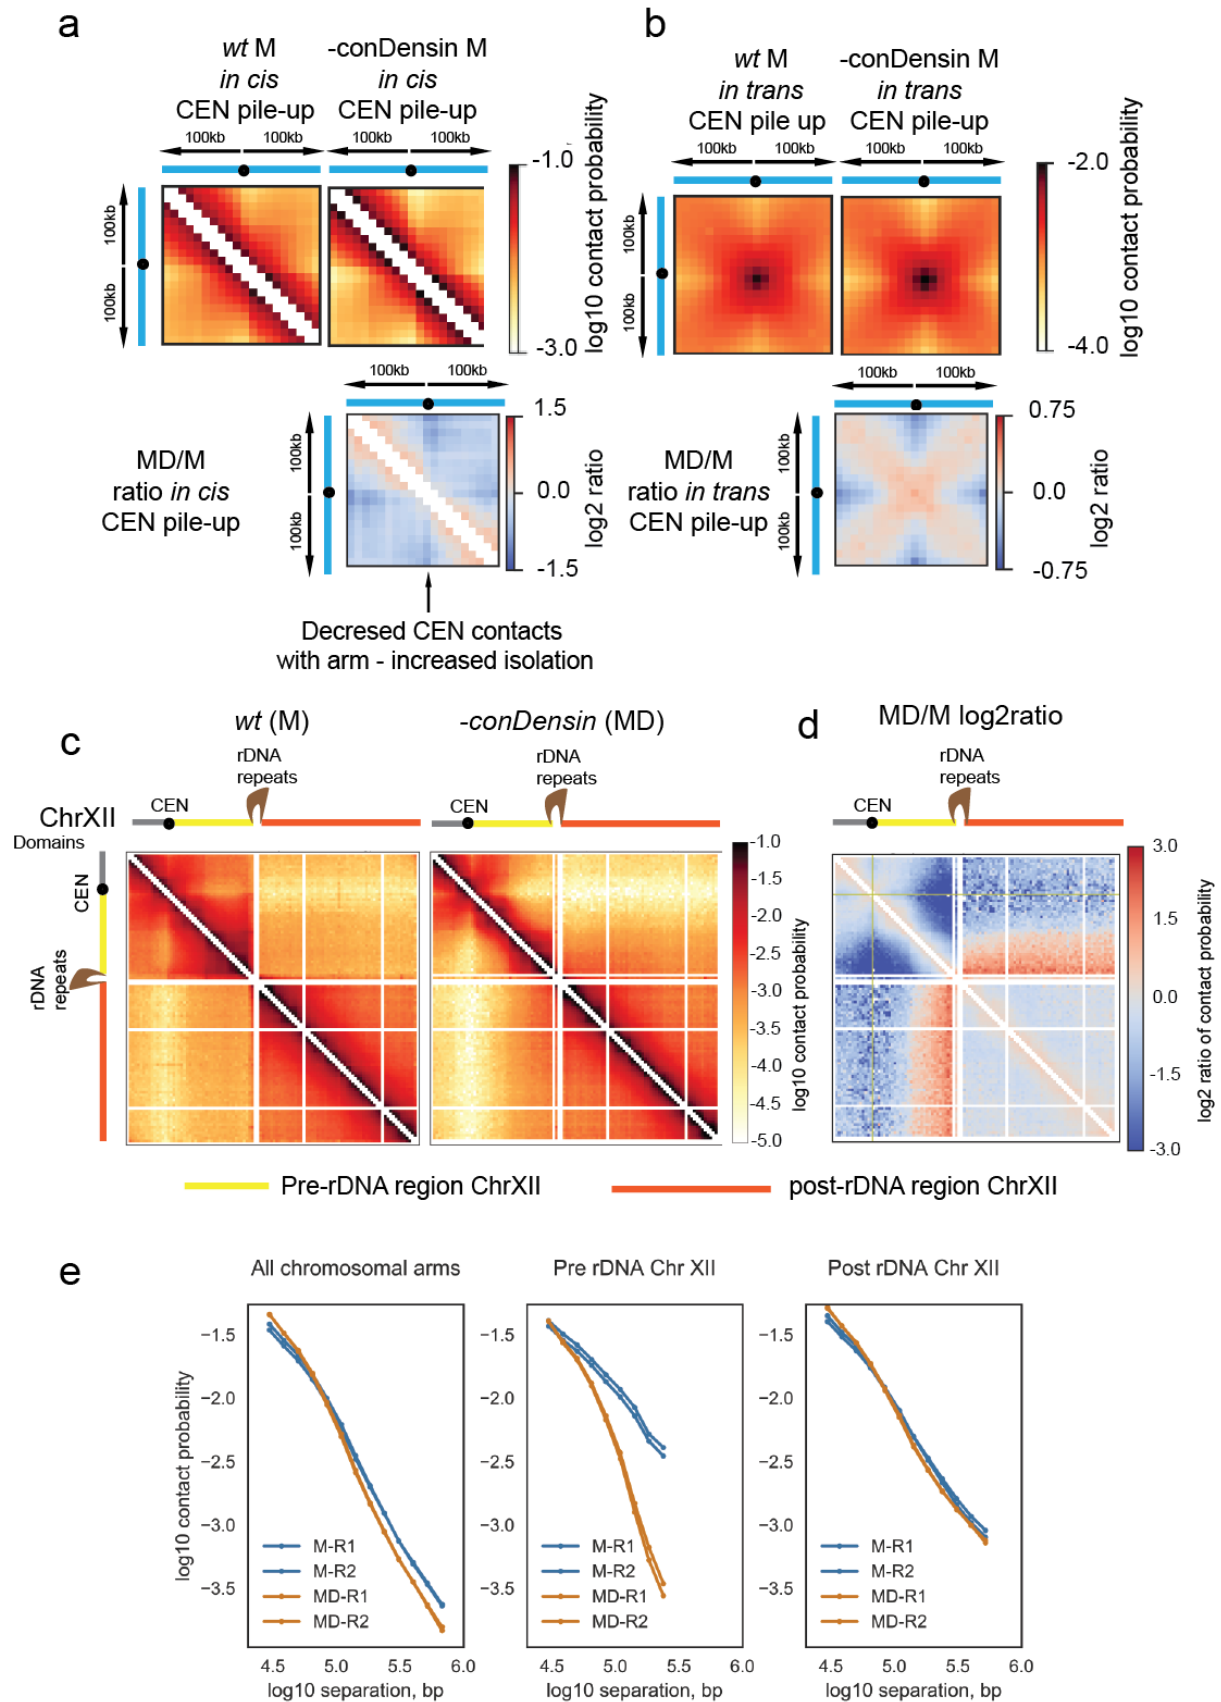 a
wt M
in cis
CEN pile-up
-conDensin M
in cis
CEN pile-up
100kb 100kb 100kb 100kb
100kb
100kb
-1.0
-3.0
log10 contact probability
MD/M
ratio in cis
CEN pile-up
100kb 100kb
100kb
100kb
1.5
0.0
-1.5
log2 ratio
Decresed CEN contacts
with arm - increased isolation
b
wt M
in trans
CEN pile up
-conDensin M
in trans
CEN pile-up
100kb 100kb 100kb 100kb
100kb
100kb
-2.0
-4.0
log10 contact probability
MD/M
ratio in trans
CEN pile-up
100kb 100kb
100kb
100kb
0.75
0.0
-0.75
log2 ratio
c
wt (M)
rDNA
repeats
CEN
ChrXII
Domains
CEN
rDNA
repeats
-conDensin (MD)
rDNA
repeats
CEN
-1.0
-1.5
-2.0
-2.5
-3.0
-3.5
-4.0
-4.5
-5.0
log10 contact probability
d
MD/M log2ratio
rDNA
repeats
CEN
3.0
1.5
0.0
-1.5
-3.0
log2 ratio of contact probability
Pre-rDNA region ChrXII
post-rDNA region ChrXII
e
All chromosomal arms
−1.5
−2.0
−2.5
−3.0
−3.5
log10 contact probability
M-R1
M-R2
MD-R1
MD-R2
4.5 5.0 5.5 6.0
log10 separation, bp
Pre rDNA Chr XII
−1.5
−2.0
−2.5
−3.0
−3.5
M-R1
M-R2
MD-R1
MD-R2
4.5 5.0 5.5 6.0
log10 separation, bp
Post rDNA Chr XII
−1.5
−2.0
−2.5
−3.0
−3.5
M-R1
M-R2
MD-R1
MD-R2
4.5 5.0 5.5 6.0
log10 separation, bp